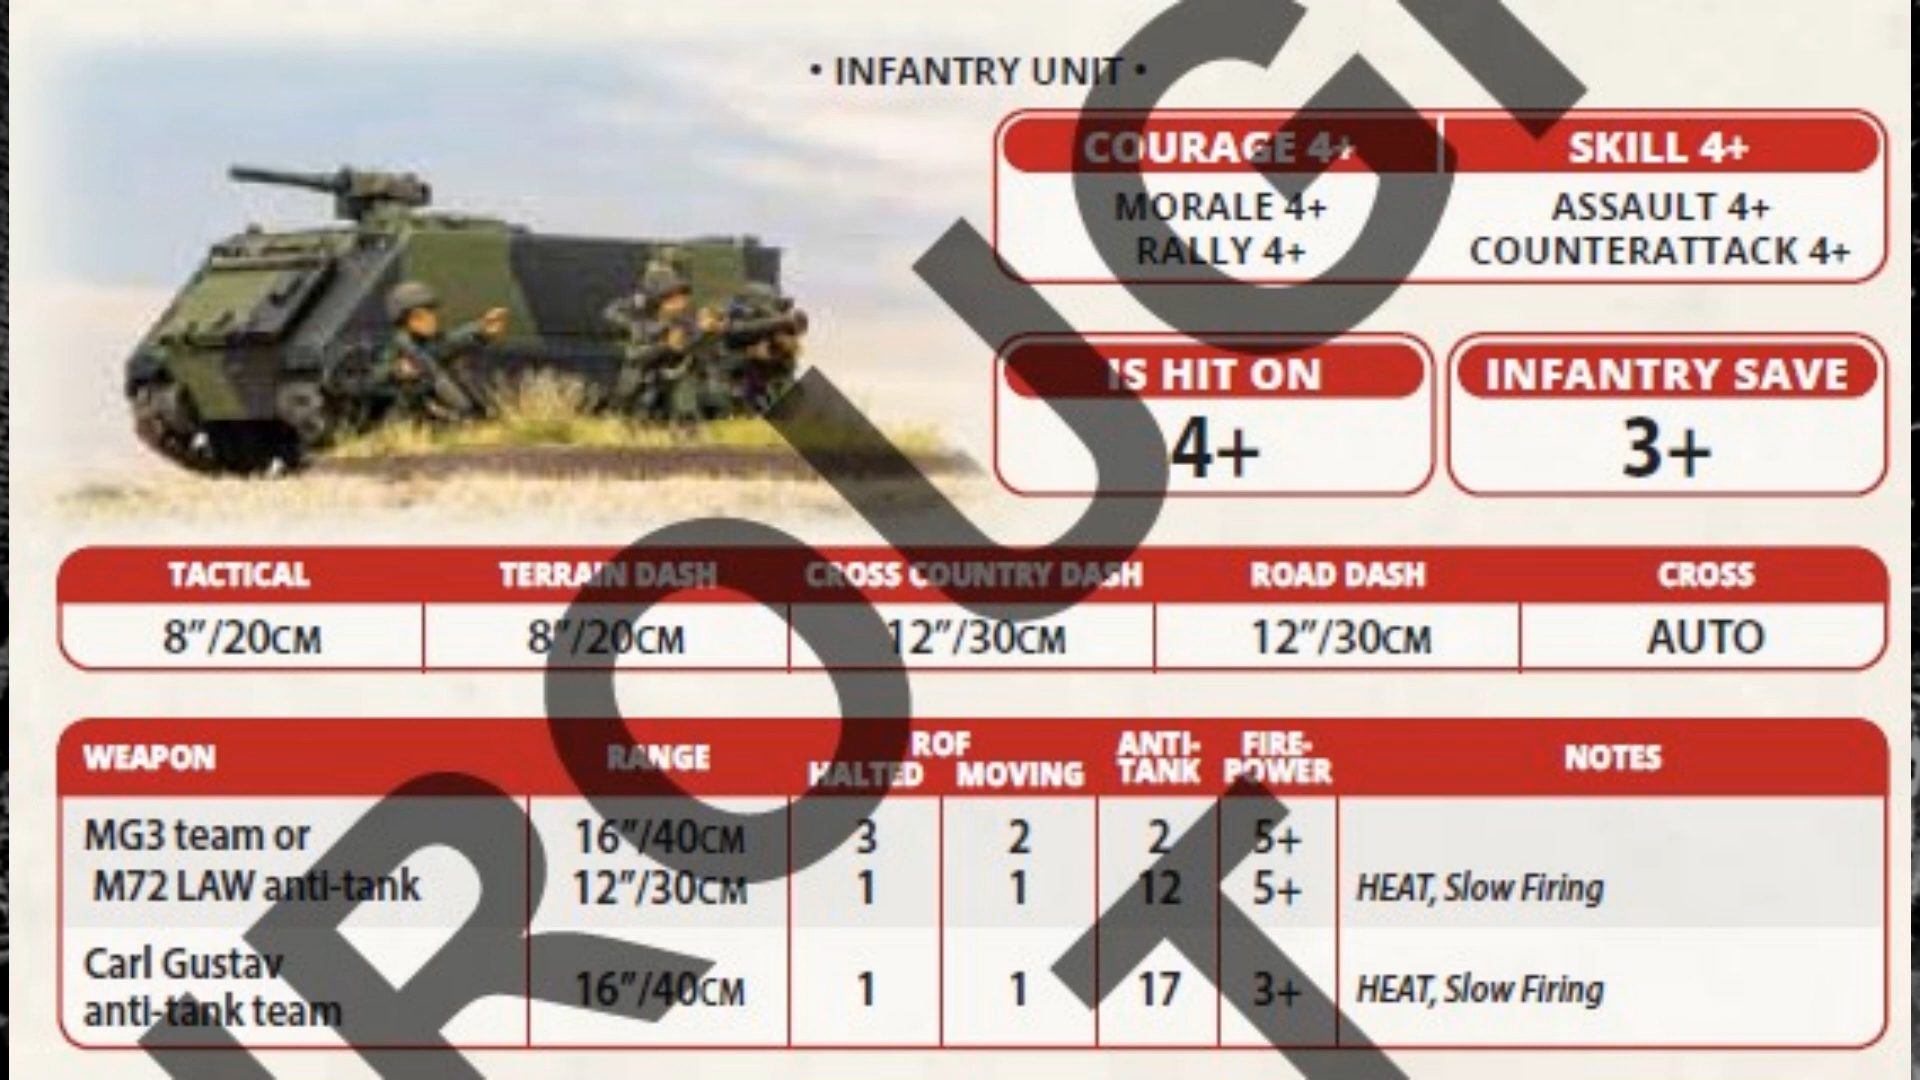 • INFANTRY UNIT •
COURAGE 4+ SKILL 4+
MORALE 4+ ASSAULT 4+
RALLY 4+ COUNTERATTACK 4+
IS HIT ON INFANTRY SAVE
4+ 3+
TACTICAL TERRAIN DASH CROSS COUNTRY DASH ROAD DASH CROSS
8"/20CM 8"/20CM 12"/30CM 12"/30CM AUTO
WEAPON RANGE ROF HALTED MOVING ANTI-TANK FIRE-POWER NOTES
MG3 team or 16"/40CM 3 2 2 5+
M72 LAW anti-tank 12"/30CM 1 1 12 5+ HEAT, Slow Firing
Carl Gustav
anti-tank team 16"/40CM 1 1 17 3+ HEAT, Slow Firing